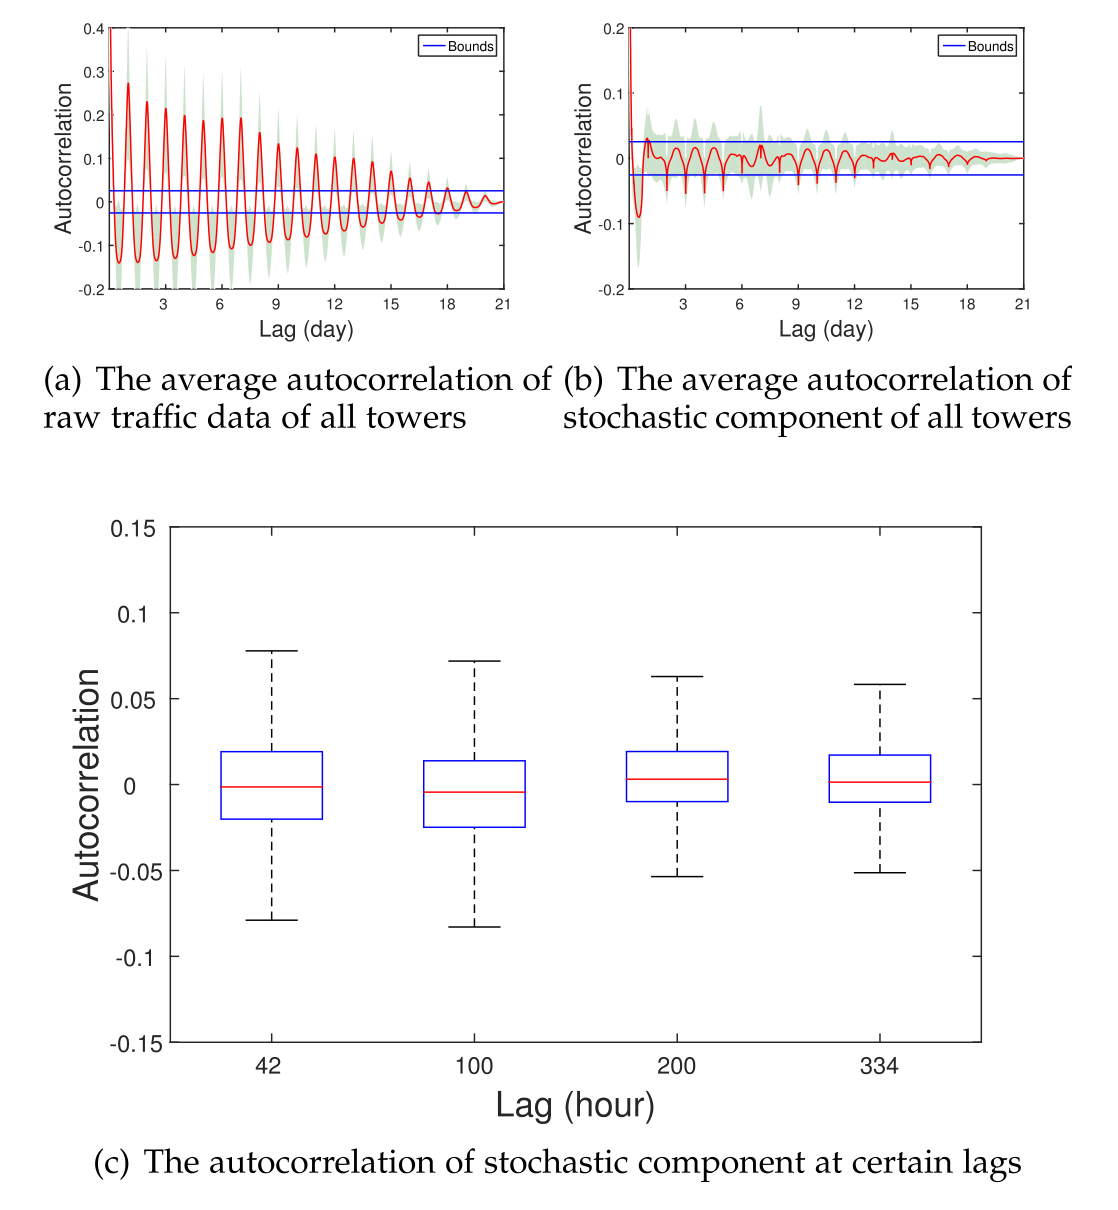 0.4
0.3
0.2
0.1
0
-0.1
-0.2
Autocorrelation
Bounds
3 6 9 12 15 18 21
Lag (day)
0.2
0.1
0
-0.1
-0.2
Autocorrelation
Bounds
3 6 9 12 15 18 21
Lag (day)
(a) The average autocorrelation of
raw traffic data of all towers
(b) The average autocorrelation of
stochastic component of all towers
0.15
0.1
0.05
0
-0.05
-0.1
-0.15
Autocorrelation
42 100 200 334
Lag (hour)
(c) The autocorrelation of stochastic component at certain lags